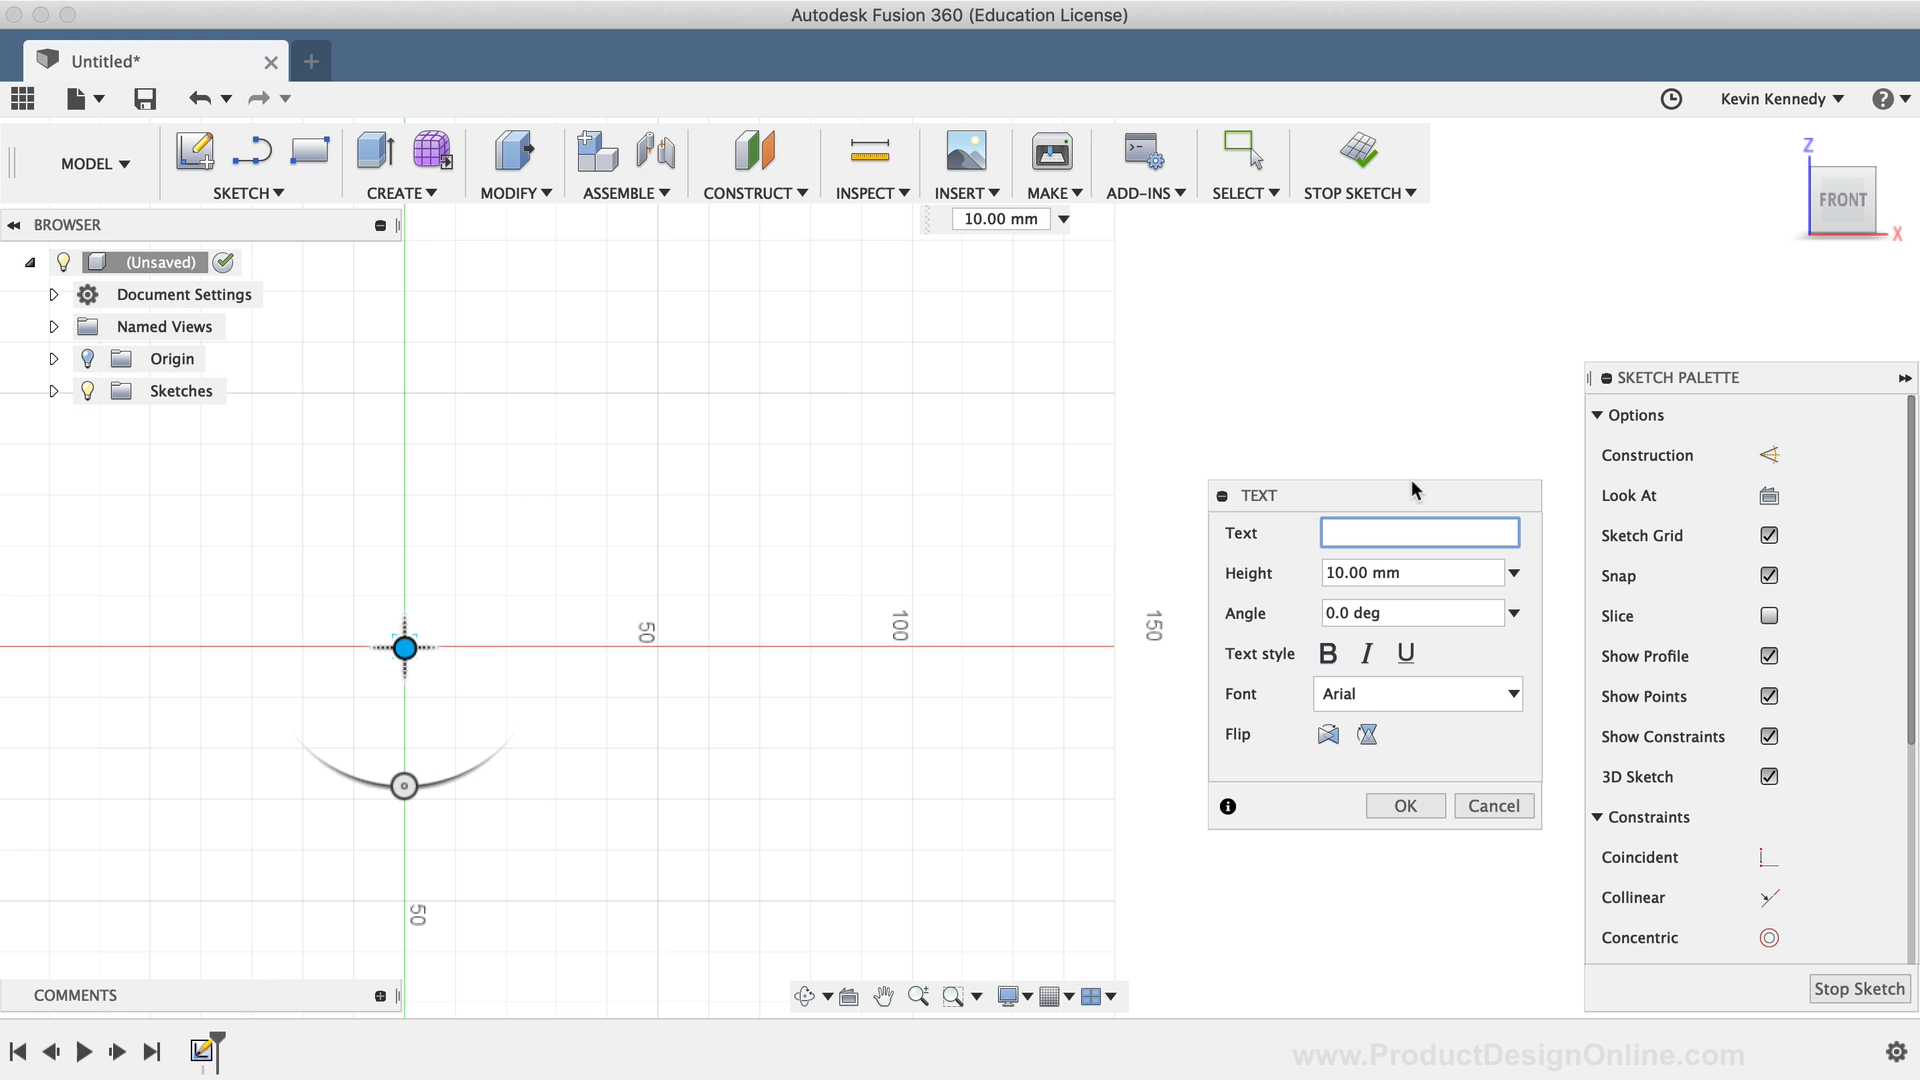 Autodesk Fusion 360 (Education License)
Untitled*
Kevin Kennedy
MODEL
SKETCH
CREATE
MODIFY
ASSEMBLE
CONSTRUCT
INSPECT
INSERT
MAKE
ADD-INS
SELECT
STOP SKETCH
Z
FRONT
X
BROWSER
10.00 mm
(Unsaved)
Document Settings
Named Views
Origin
Sketches
50
100
150
50
TEXT
Text
Height
10.00 mm
Angle
0.0 deg
Text style
B I U
Font
Arial
Flip
OK
Cancel
SKETCH PALETTE
Options
Construction
Look At
Sketch Grid
Snap
Slice
Show Profile
Show Points
Show Constraints
3D Sketch
Constraints
Coincident
Collinear
Concentric
Stop Sketch
COMMENTS
www.ProductDesignOnline.com